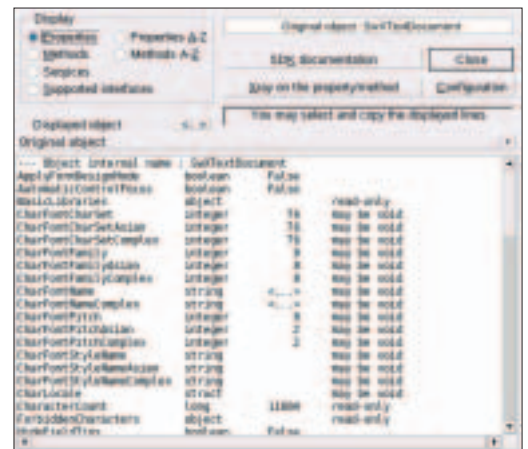 Display
Properties Properties A-Z
Methods Methods A-Z
Services
Supported interfaces
Original object: SwXTextDocument
SDK documentation Close
Xray on the property/method Configuration
You may select and copy the displayed lines.
Displayed object <...>
Original object
--- Object internal name : SwXTextDocument
ApplyFormDesignMode boolean False
AutomaticControlFocus boolean False
BasicLibraries object read-only
CharFontCharSet integer 76 may be void
CharFontCharSetAsian integer 76 may be void
CharFontCharSetComplex integer 76 may be void
CharFontFamily integer may be void
CharFontFamilyAsian integer may be void
CharFontFamilyComplex integer may be void
CharFontName string <...> may be void
CharFontNameComplex string <...> may be void
CharFontPitch integer may be void
CharFontPitchAsian integer 2 may be void
CharFontPitchComplex integer 2 may be void
CharFontStyleName string may be void
CharFontStyleNameAsian string may be void
CharFontStyleNameComplex string may be void
CharLocale struct may be void
CharacterCount long read-only
ForbiddenCharacters object read-only
HideFieldTips boolean False